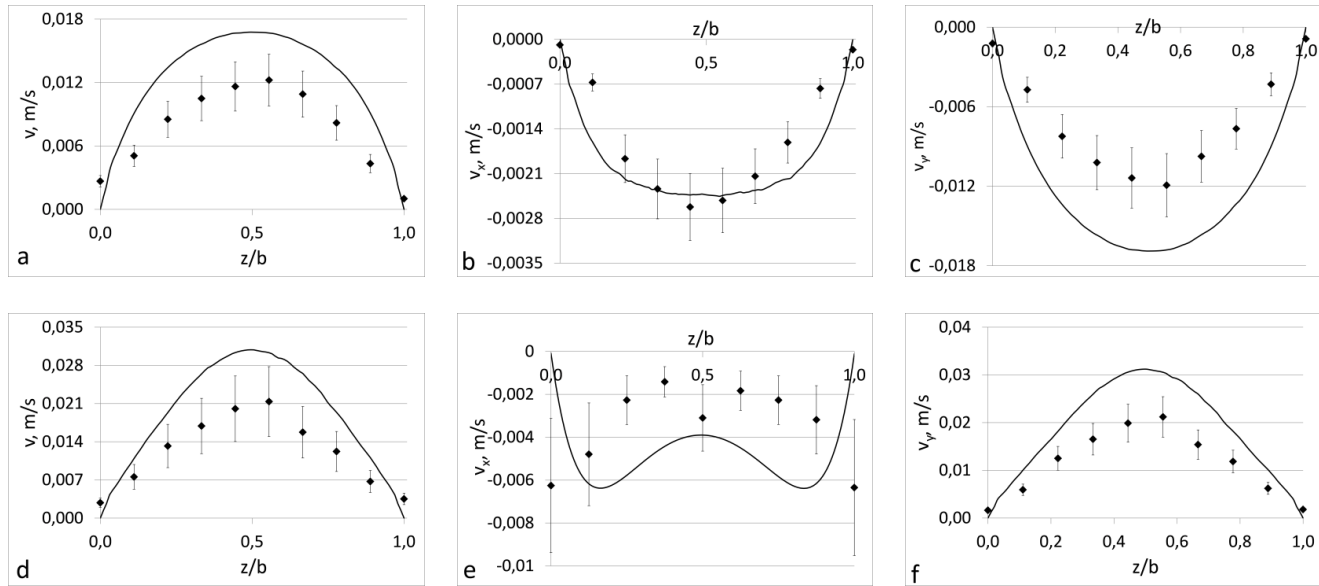 0,018
0,012
0,006
0,000
v, m/s
0,0 0,5 1,0
z/b
a
z/b
0,0000
-0,0007
-0,0014
-0,0021
-0,0028
-0,0035
vₓ, m/s
0,0 0,5 1,0
b
z/b
0,000
-0,006
-0,012
-0,018
vᵧ, m/s
0,0 0,2 0,4 0,6 0,8 1,0
c
0,035
0,028
0,021
0,014
0,007
0,000
v, m/s
0,0 0,5 1,0
z/b
d
z/b
0
-0,002
-0,004
-0,006
-0,008
-0,01
vₓ, m/s
0,0 0,5 1,0
e
0,04
0,03
0,02
0,01
0,00
vᵧ, m/s
0,0 0,2 0,4 0,6 0,8 1,0
z/b
f